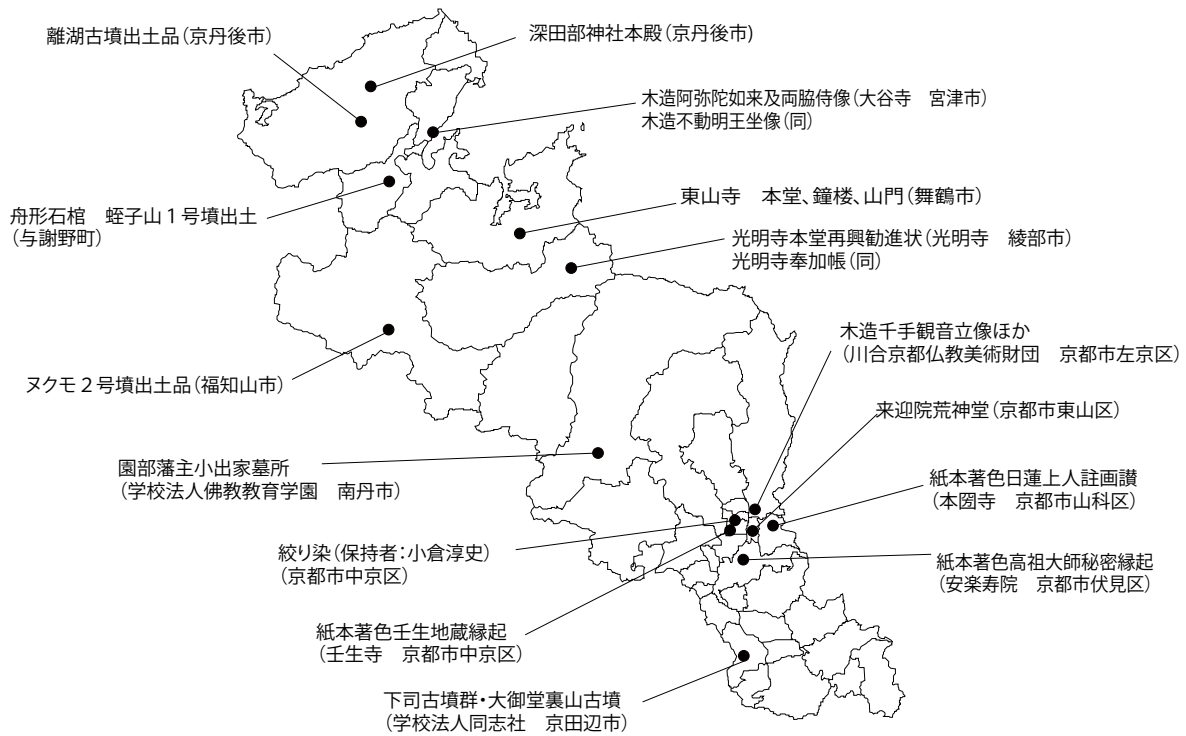 離湖古墳出土品(京丹後市)
深田部神社本殿(京丹後市)
木造阿弥陀如来及両脇侍像(大谷寺　宮津市)
木造不動明王坐像(同)
舟形石棺　蛭子山１号墳出土
(与謝野町)
東山寺　本堂、鐘楼、山門(舞鶴市)
光明寺本堂再興勧進状(光明寺　綾部市)
光明寺奉加帳(同)
ヌクモ２号墳出土品(福知山市)
木造千手観音立像ほか
(川合京都仏教美術財団　京都市左京区)
来迎院荒神堂(京都市東山区)
園部藩主小出家墓所
(学校法人佛教教育学園　南丹市)
紙本著色日蓮上人註画讃
(本圀寺　京都市山科区)
絞り染(保持者：小倉淳史)
(京都市中京区)
紙本著色高祖大師秘密縁起
(安楽寿院　京都市伏見区)
紙本著色壬生地蔵縁起
(壬生寺　京都市中京区)
下司古墳群・大御堂裏山古墳
(学校法人同志社　京田辺市)